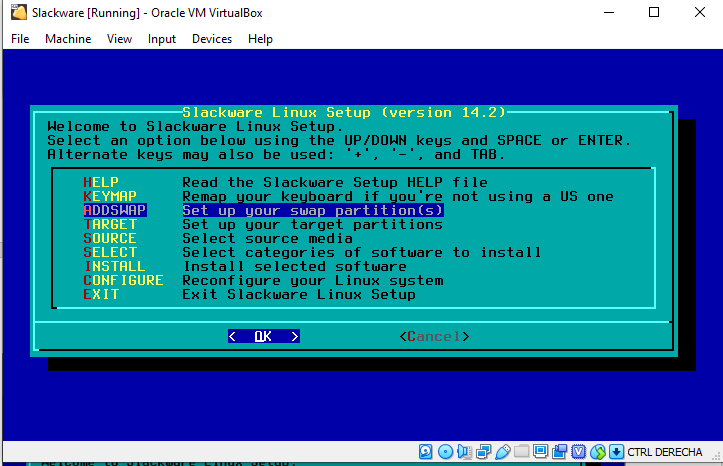 Slackware [Running] - Oracle VM VirtualBox
File Machine View Input Devices Help
Slackware Linux Setup (version 14.2)
Welcome to Slackware Linux Setup.
Select an option below using the UP/DOWN keys and SPACE or ENTER.
Alternate keys may also be used: '+', '-', and TAB.
HELP Read the Slackware Setup HELP file
KEYMAP Remap your keyboard if you're not using a US one
ADDSWAP Set up your swap partition(s)
TARGET Set up your target partitions
SOURCE Select source media
SELECT Select categories of software to install
INSTALL Install selected software
CONFIGURE Reconfigure your Linux system
EXIT Exit Slackware Linux Setup
< OK > <Cancel>
CTRL DERECHA
Welcome to Slackware Linux Setup.